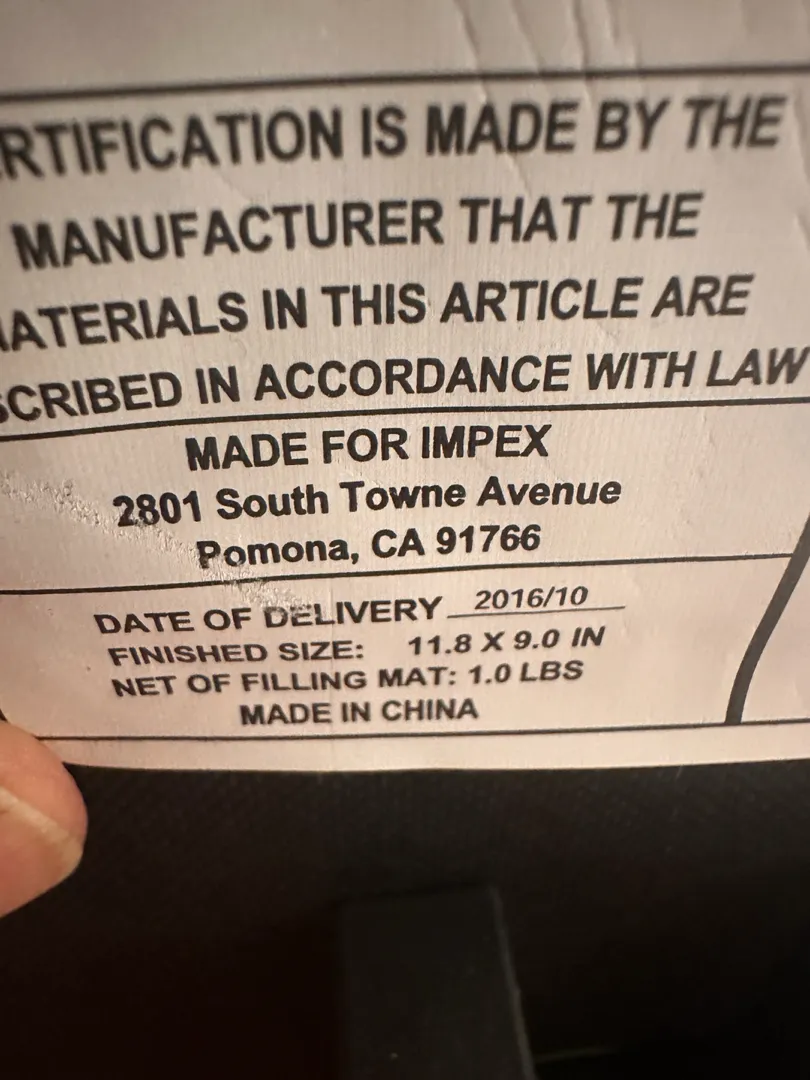 RTIFICATION IS MADE BY THE
MANUFACTURER THAT THE
ATERIALS IN THIS ARTICLE ARE
SCRIBED IN ACCORDANCE WITH LAW
MADE FOR IMPEX
2801 South Towne Avenue
Pomona, CA 91766
DATE OF DELIVERY 2016/10
FINISHED SIZE: 11.8 X 9.0 IN
NET OF FILLING MAT: 1.0 LBS
MADE IN CHINA